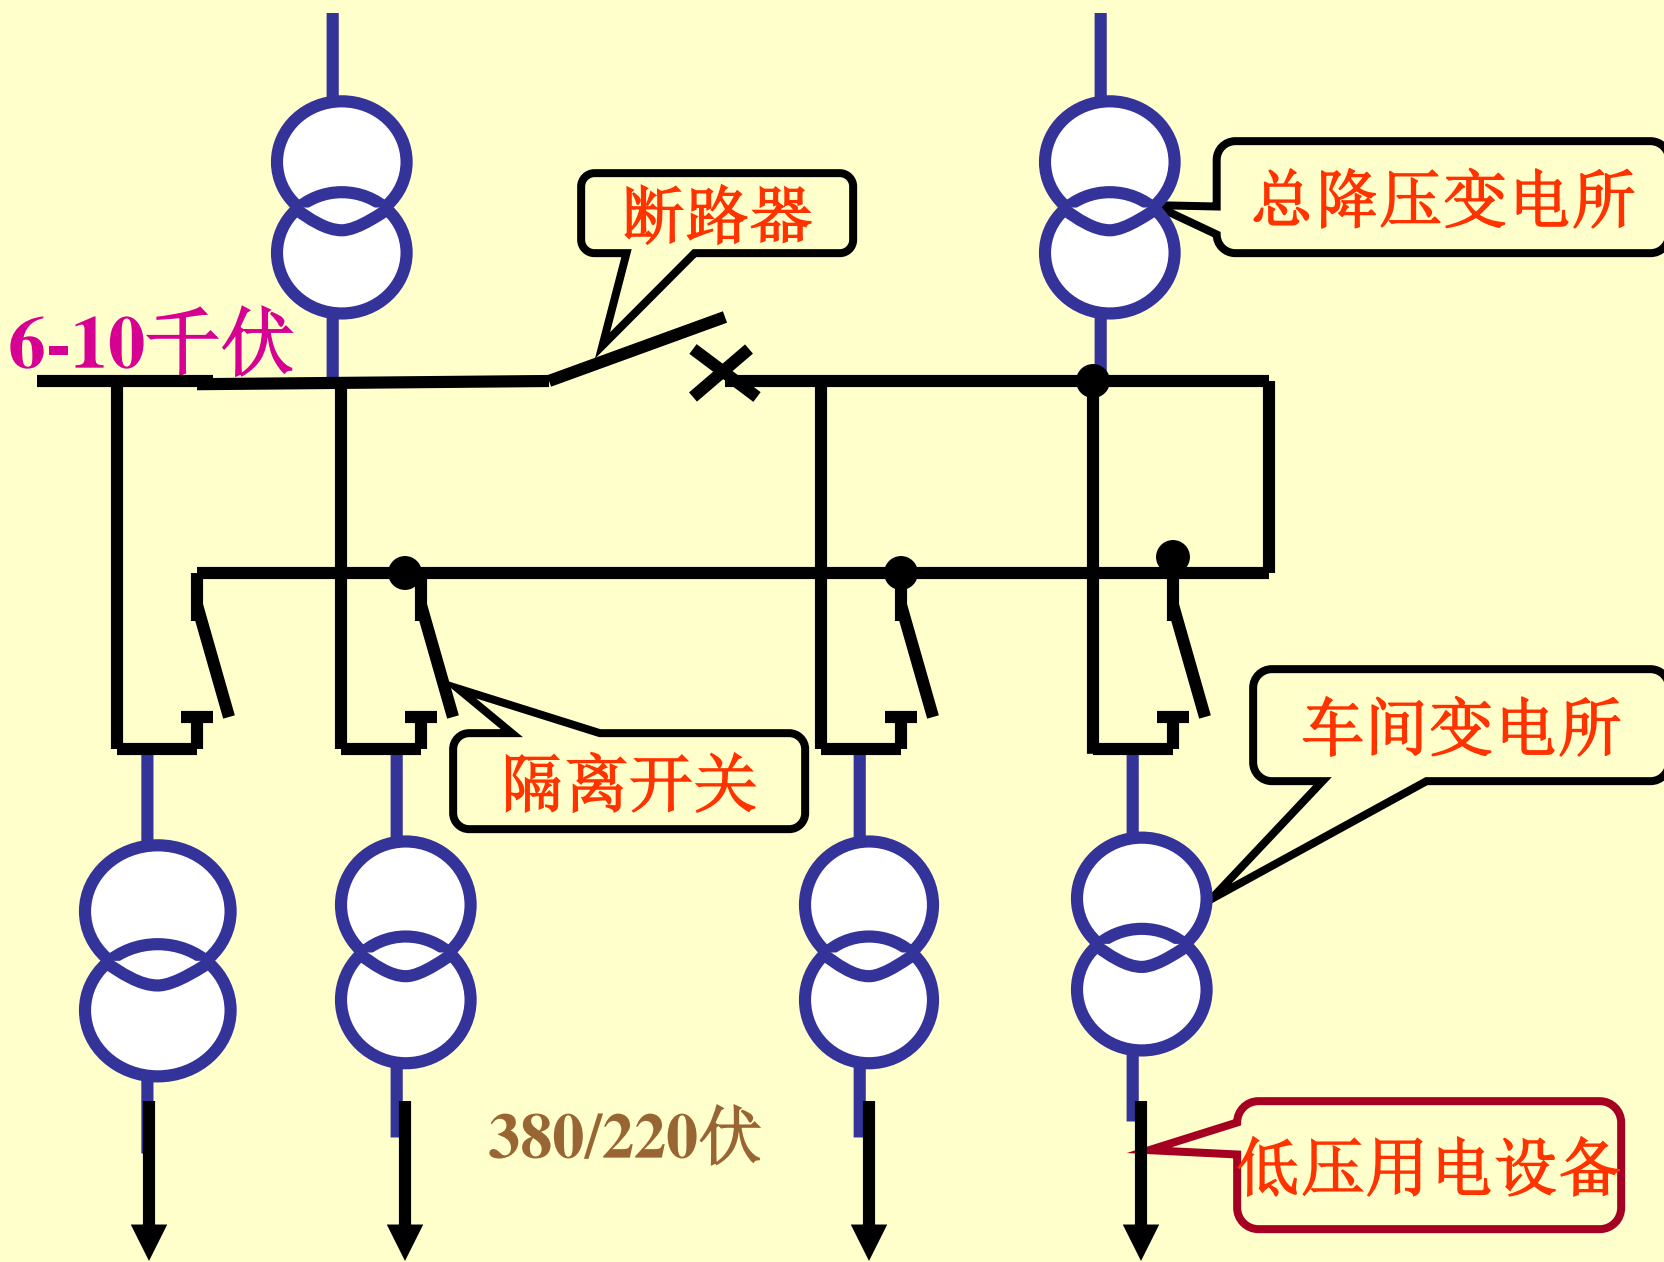 总降压变电所
断路器
6-10千伏
车间变电所
隔离开关
380/220伏
低压用电设备